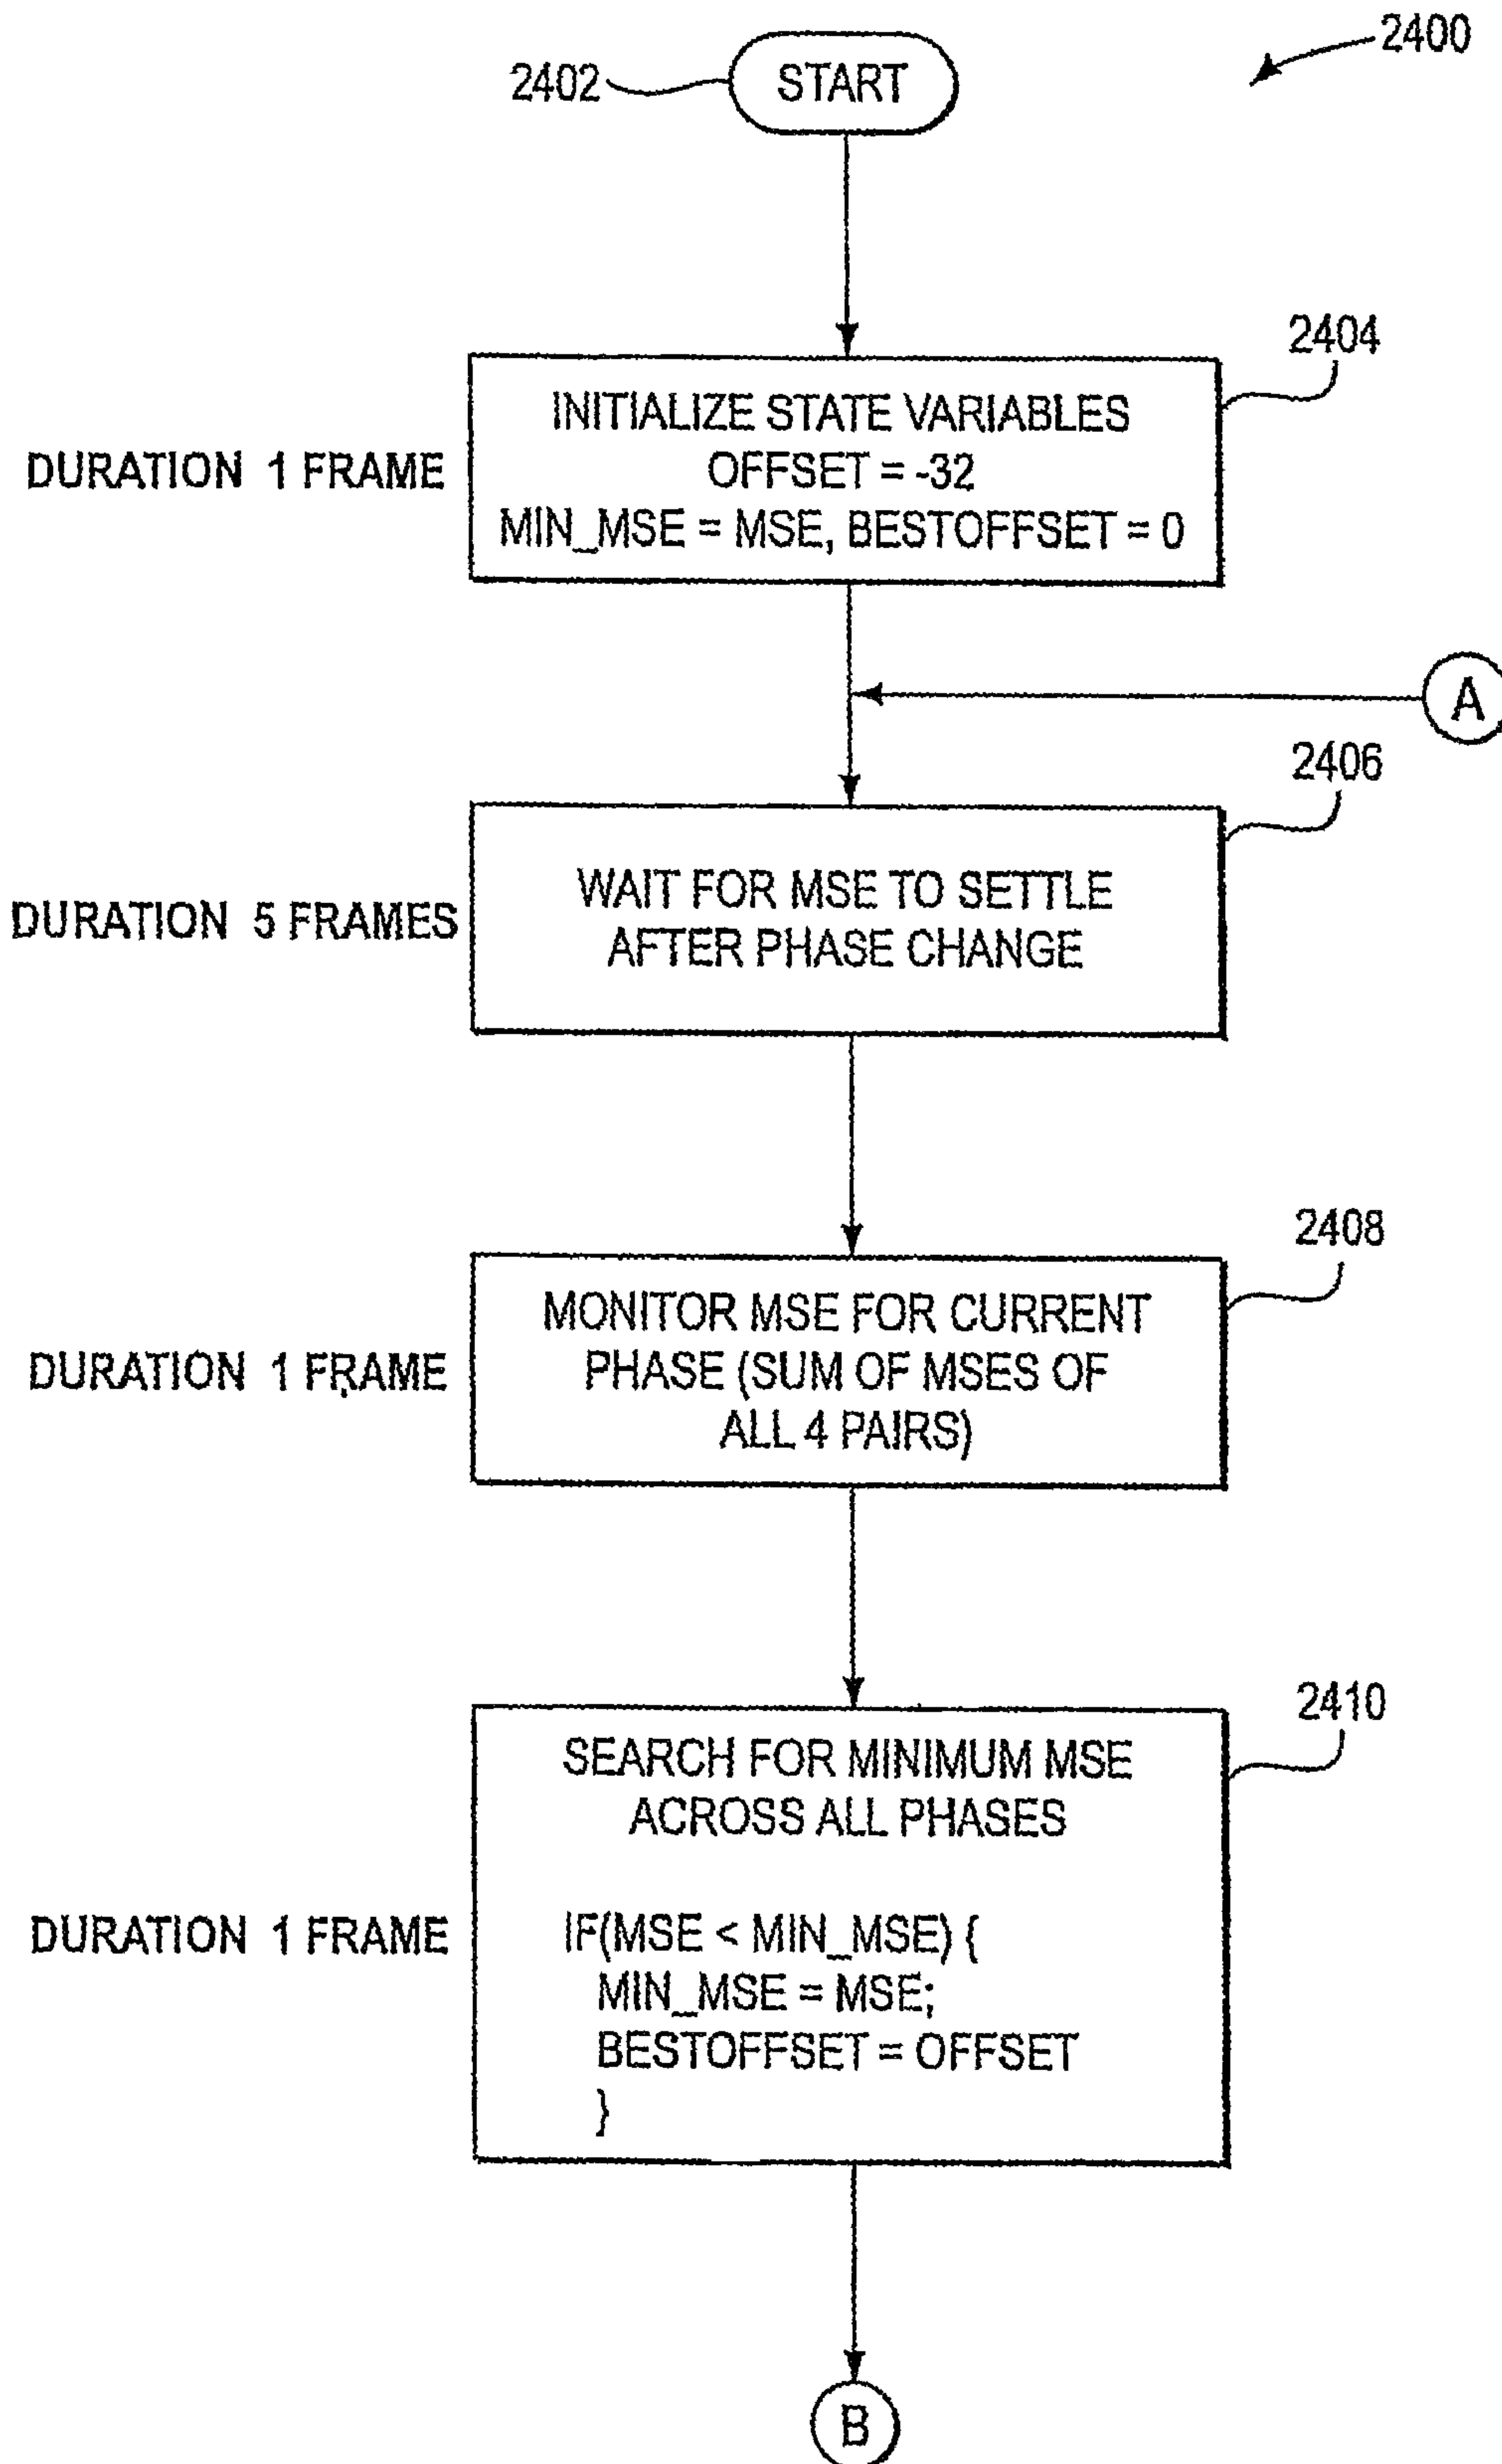 2400
2402
START
2404
INITIALIZE STATE VARIABLES
DURATION 1 FRAME
OFFSET = -32
MIN_MSE = MSE, BESTOFFSET = 0
A
2406
WAIT FOR MSE TO SETTLE
DURATION 5 FRAMES
AFTER PHASE CHANGE
2408
MONITOR MSE FOR CURRENT
DURATION 1 FRAME
PHASE (SUM OF MSES OF
ALL 4 PAIRS)
2410
SEARCH FOR MINIMUM MSE
ACROSS ALL PHASES
DURATION 1 FRAME
IF(MSE < MIN_MSE) {
MIN_MSE = MSE;
BESTOFFSET = OFFSET
}
B